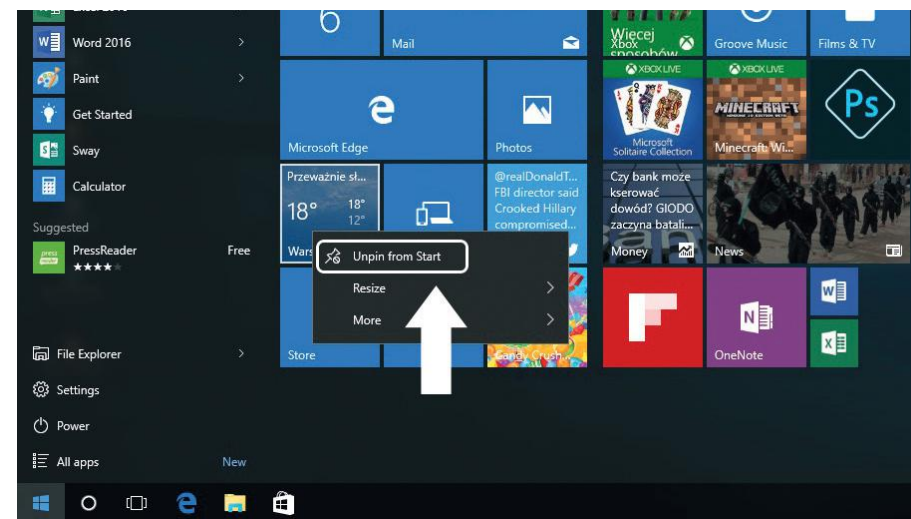 Word 2016
Paint
Get Started
Sway
Calculator
Suggested
PressReader
Free
File Explorer
Settings
Power
All apps
New
6
Mail
Microsoft Edge
Photos
Przeważnie sł...
18°
18°
12°
@realDonaldT...
FBI director said
Crooked Hillary
compromised...
Unpin from Start
Resize
More
Store
Candy Crush...
Więcej
Xbox
sposobów
Groove Music
Films & TV
XBOX LIVE
Microsoft
Solitaire Collection
XBOX LIVE
MINECRAFT
Minecraft: Wi...
Ps
Czy bank może
kserować
dowód? GIODO
zaczyna batali...
Money
News
OneNote